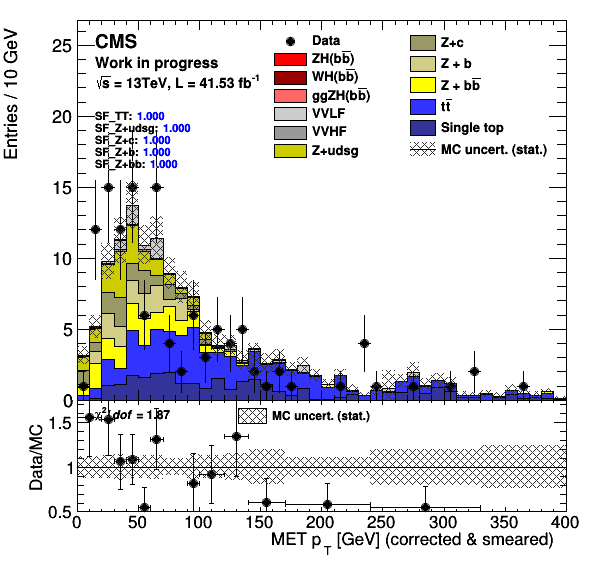 Entries / 10 GeV
CMS
Work in progress
√s = 13TeV, L = 41.53 fb⁻¹
SF_TT: 1.000
SF_Z+udsg: 1.000
SF_Z+c: 1.000
SF_Z+b: 1.000
SF_Z+bb: 1.000
Data
ZH(bb̅)
WH(bb̅)
ggZH(bb̅)
VVLF
VVHF
Z+udsg
Z+c
Z + b
Z + bb̅
tt̅
Single top
MC uncert. (stat.)
25
20
15
10
5
0
Data/MC
χ²/dof = 1.67
MC uncert. (stat.)
1.5
1
0.5
0 50 100 150 200 250 300 350 400
MET p_T [GeV] (corrected & smeared)